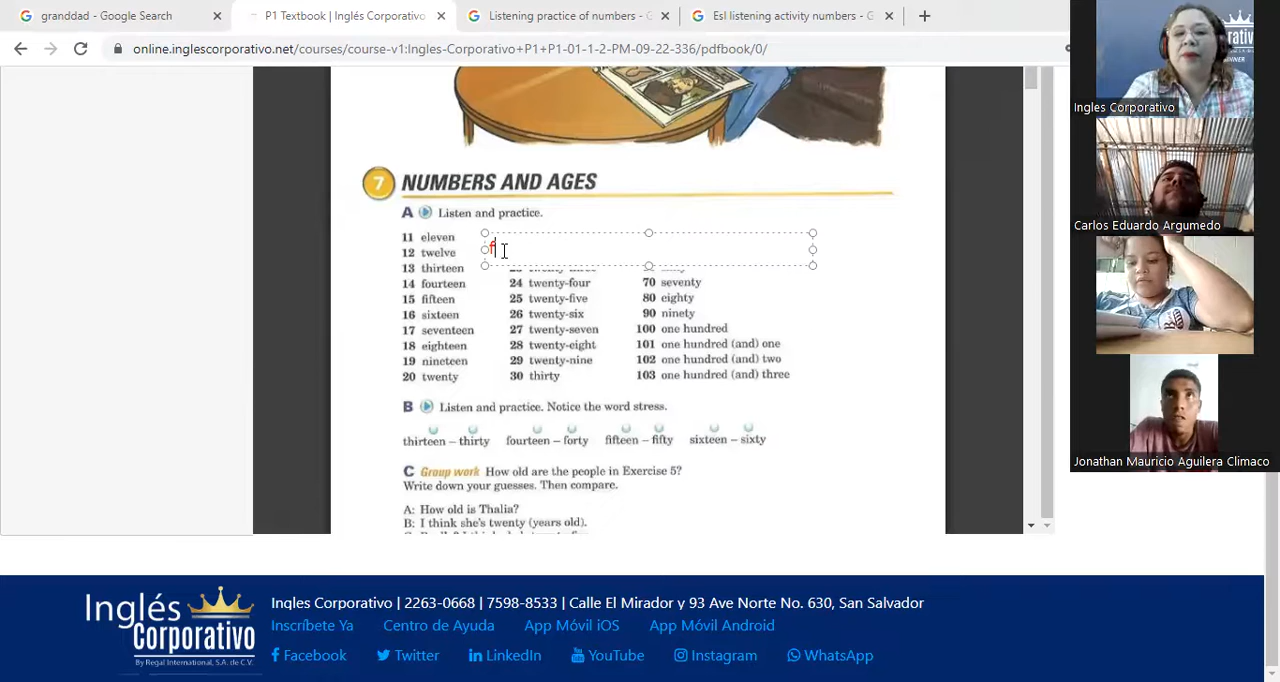 granddad - Google Search
P1 Textbook | Inglés Corporativo
Listening practice of numbers - G
Esl listening activity numbers - G
online.inglescorporativo.net/courses/course-v1:Ingles-Corporativo+P1+P1-01-1-2-PM-09-22-336/pdfbook/0/
7 NUMBERS AND AGES
A Listen and practice.
11 eleven
12 twelve
13 thirteen
14 fourteen
15 fifteen
16 sixteen
17 seventeen
18 eighteen
19 nineteen
20 twenty
f
24 twenty-four
25 twenty-five
26 twenty-six
27 twenty-seven
28 twenty-eight
29 twenty-nine
30 thirty
70 seventy
80 eighty
90 ninety
100 one hundred
101 one hundred (and) one
102 one hundred (and) two
103 one hundred (and) three
B Listen and practice. Notice the word stress.
thirteen – thirty fourteen – forty fifteen – fifty sixteen – sixty
C Group work How old are the people in Exercise 5?
Write down your guesses. Then compare.
A: How old is Thalia?
B: I think she's twenty (years old).
Ingles Corporativo
Carlos Eduardo Argumedo
Jonathan Mauricio Aguilera Climaco
Inglés
Corporativo
By Regal International, S.A. de C.V.
Ingles Corporativo | 2263-0668 | 7598-8533 | Calle El Mirador y 93 Ave Norte No. 630, San Salvador
Inscríbete Ya Centro de Ayuda App Móvil iOS App Móvil Android
Facebook Twitter LinkedIn YouTube Instagram WhatsApp